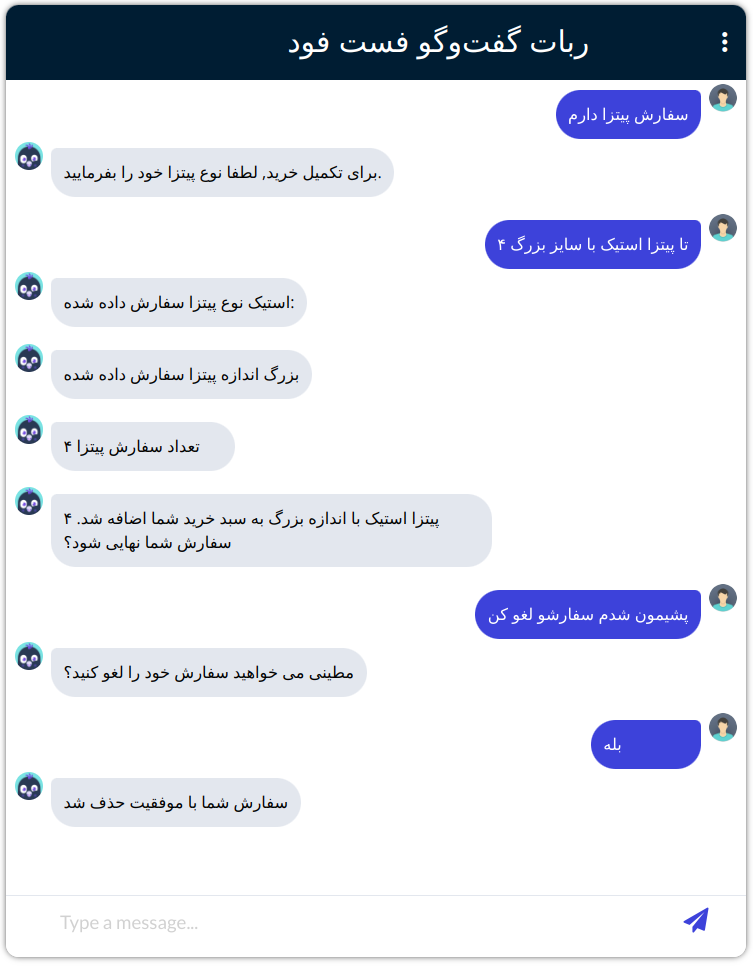 ربات گفت‌وگو فست فود
سفارش پیتزا دارم
برای تکمیل خرید, لطفا نوع پیتزا خود را بفرمایید.
۴ تا پیتزا استیک با سایز بزرگ
استیک نوع پیتزا سفارش داده شده:
بزرگ اندازه پیتزا سفارش داده شده
تعداد سفارش پیتزا ۴
۴ پیتزا استیک با اندازه بزرگ به سبد خرید شما اضافه شد.
سفارش شما نهایی شود؟
پشیمون شدم سفارشو لغو کن
مطینی می خواهید سفارش خود را لغو کنید؟
بله
سفارش شما با موفقیت حذف شد
Type a message...